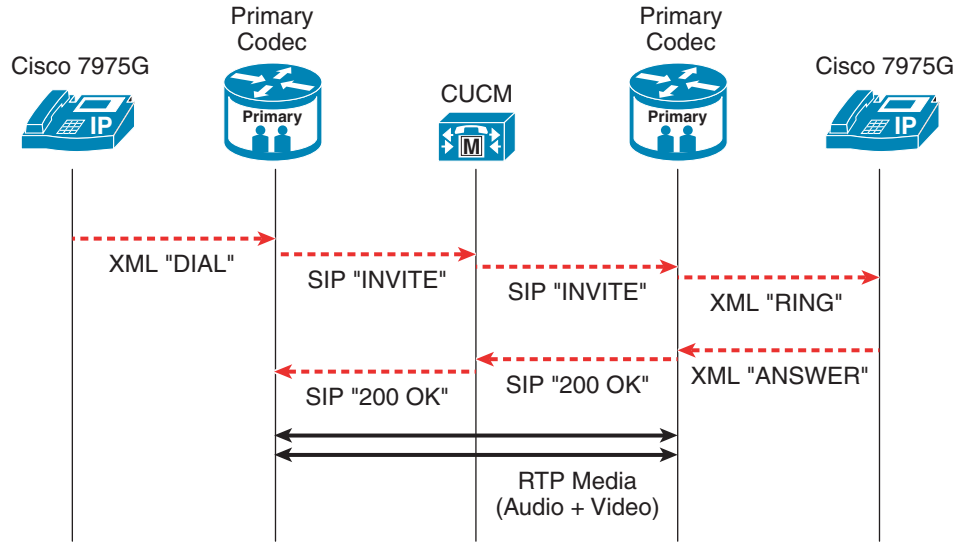 Primary
Codec
Primary
Codec
Cisco 7975G
Cisco 7975G
CUCM
IP
Primary
M
Primary
IP
XML "DIAL"
SIP "INVITE"
SIP "INVITE"
XML "RING"
XML "ANSWER"
SIP "200 OK"
SIP "200 OK"
RTP Media
(Audio + Video)